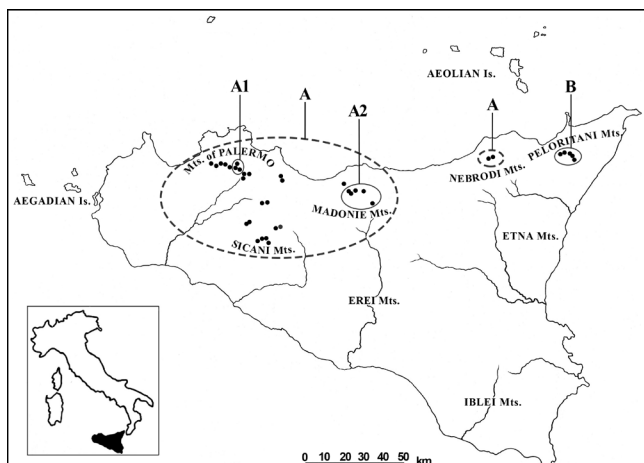 AEOLIAN Is.
A1
A
A2
A
B
Mts. of PALERMO
PELORITANI Mts.
NEBRODI Mts.
AEGADIAN Is.
MADONIE Mts.
ETNA Mts.
SICANI Mts.
EREI Mts.
IBLEI Mts.
0 10 20 30 40 50 km